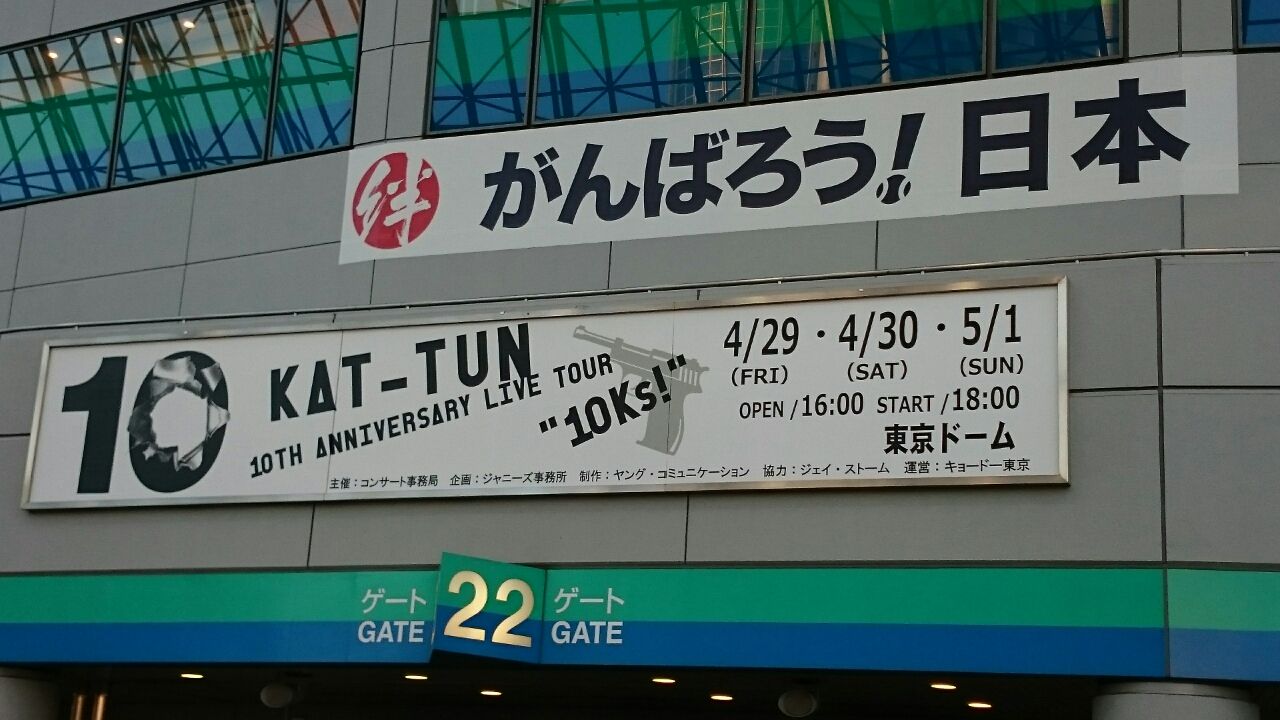 絆 がんばろう!日本
10 KAT-TUN
10TH ANNIVERSARY LIVE TOUR
"10Ks!"
4/29・4/30・5/1
(FRI) (SAT) (SUN)
OPEN/16:00 START/18:00
東京ドーム
主催:コンサート事務局 企画:ジャニーズ事務所 制作:ヤング・コミュニケーション 協力:ジェイ・ストーム 運営:キョードー東京
ゲート 22 ゲート
GATE GATE